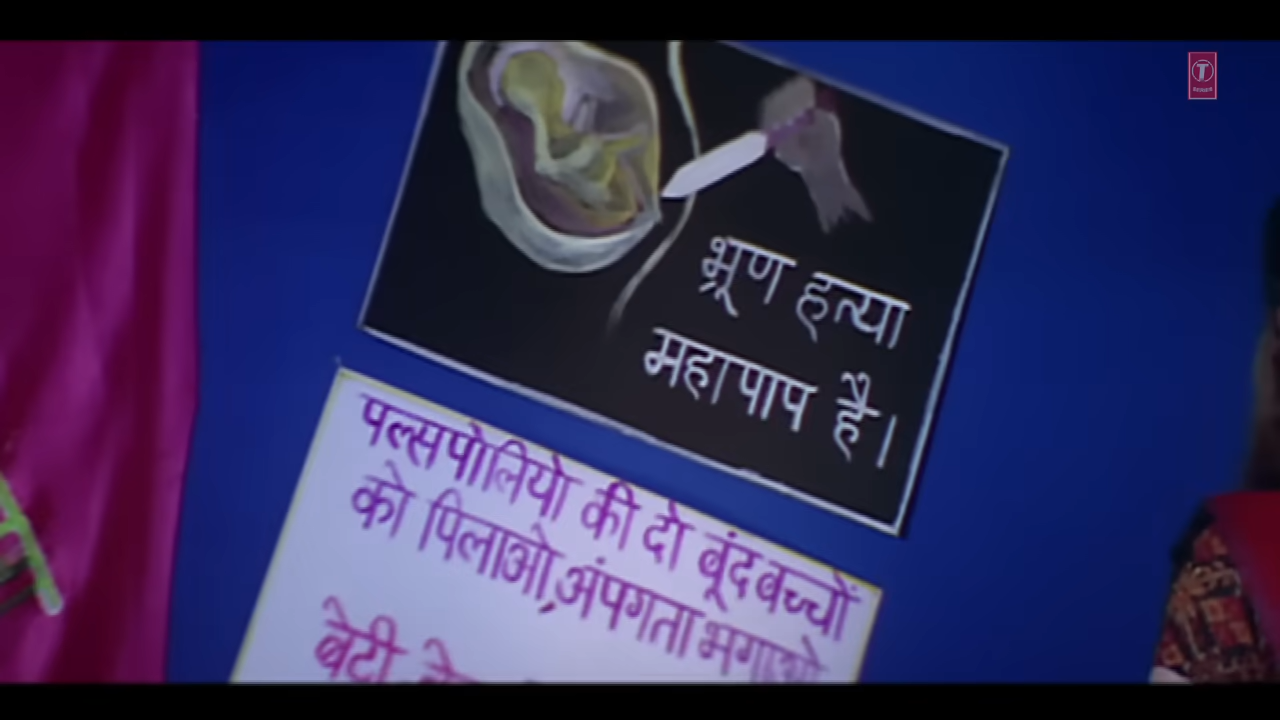 भ्रूण हत्या
महापाप है।
पल्सपोलियो की दो बूंद बच्चों
को पिलाओ, अंपगता भगाओ
बेटी